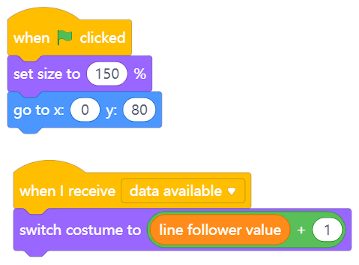 when clicked
set size to 150 %
go to x: 0 y: 80
when I receive data available
switch costume to line follower value + 1